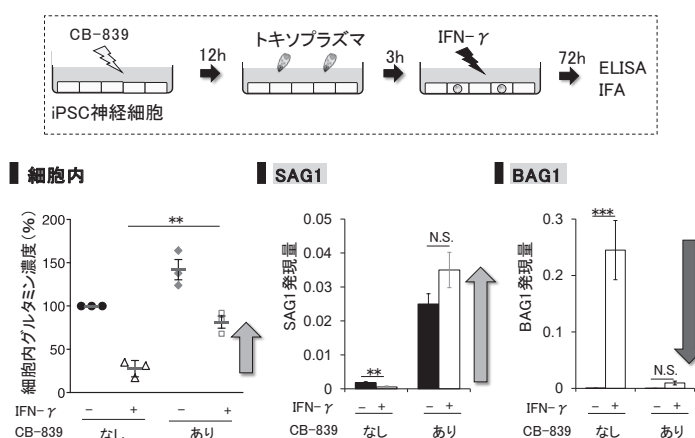 CB-839
12h
トキソプラズマ
3h
IFN-γ
72h
ELISA
IFA
iPSC神経細胞
細胞内
細胞内グルタミン濃度(%)
200
150
100
50
0
**
IFN-γ − + − +
CB-839 なし あり
SAG1
SAG1発現量
0.05
0.04
0.03
0.02
0.01
0
**
N.S.
IFN-γ − + − +
CB-839 なし あり
BAG1
BAG1発現量
0.3
0.2
0.1
0
***
N.S.
IFN-γ − + − +
CB-839 なし あり